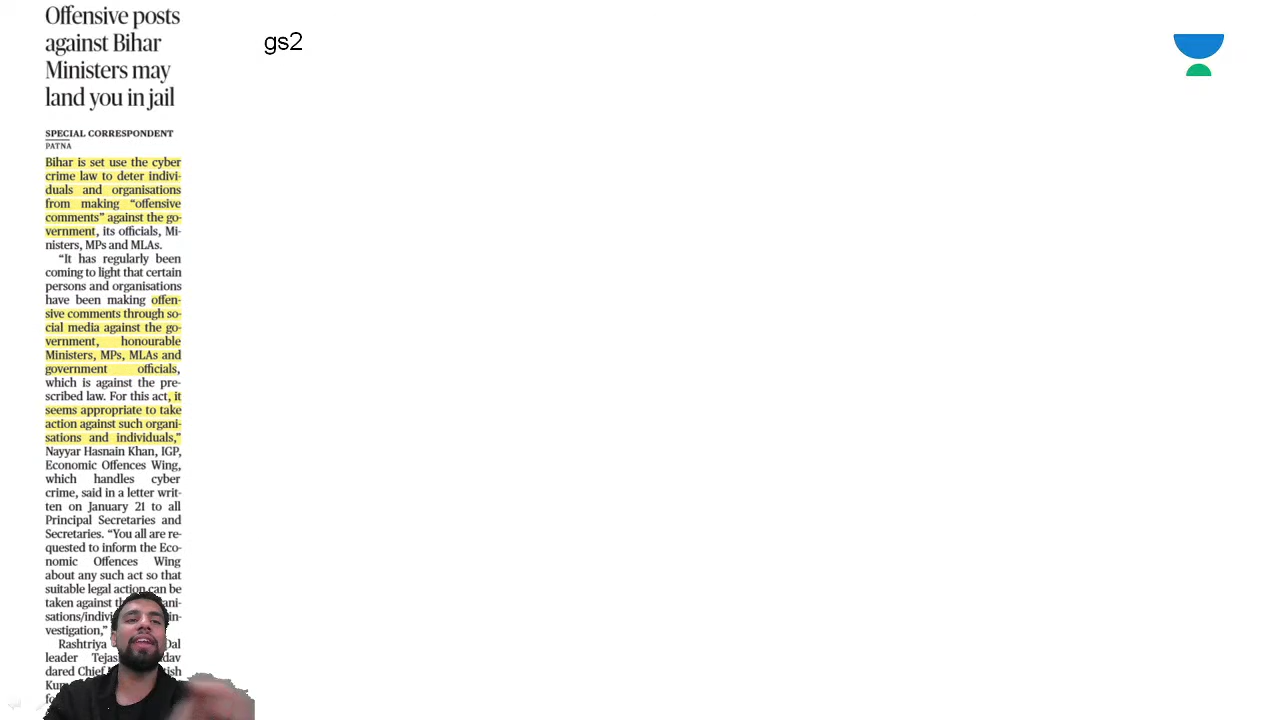 Offensive posts
against Bihar
Ministers may
land you in jail
SPECIAL CORRESPONDENT
PATNA
Bihar is set use the cyber
crime law to deter indivi-
duals and organisations
from making “offensive
comments” against the go-
vernment, its officials, Mi-
nisters, MPs and MLAs.
“It has regularly been
coming to light that certain
persons and organisations
have been making offen-
sive comments through so-
cial media against the go-
vernment, honourable
Ministers, MPs, MLAs and
government officials,
which is against the pre-
scribed law. For this act, it
seems appropriate to take
action against such organi-
sations and individuals,”
Nayyar Hasnain Khan, IGP,
Economic Offences Wing,
which handles cyber
crime, said in a letter writ-
ten on January 21 to all
Principal Secretaries and
Secretaries. “You all are re-
quested to inform the Eco-
nomic Offences Wing
about any such act so that
suitable legal action can be
taken against
vestigation,”
Rashtriya
leader
dared Chief
gs2